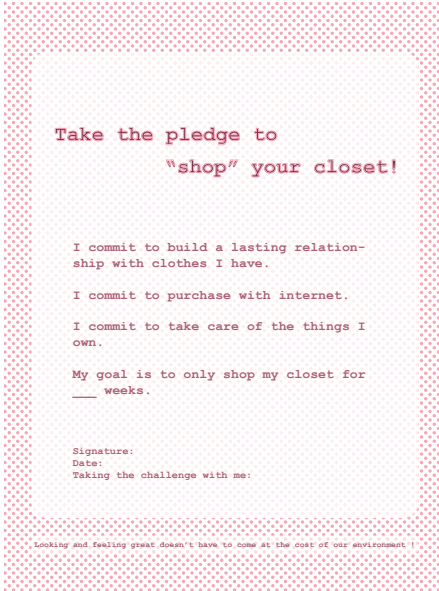 Take the pledge to
“shop” your closet!
I commit to build a lasting relation-
ship with clothes I have.
I commit to purchase with internet.
I commit to take care of the things I
own.
My goal is to only shop my closet for
___ weeks.
Signature:
Date:
Taking the challenge with me:
Looking and feeling great doesn't have to come at the cost of our environment !